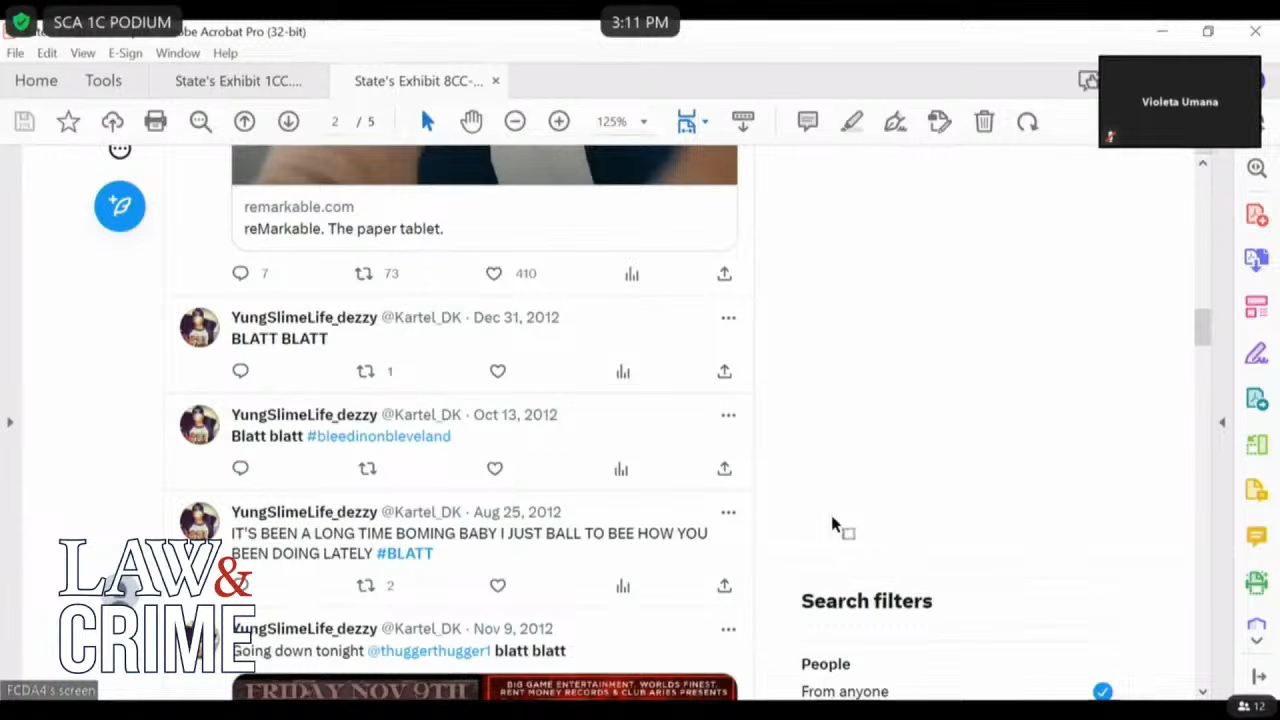 SCA 1C PODIUM
3:11 PM
be Acrobat Pro (32-bit)
File Edit View E-Sign Window Help
Home Tools State's Exhibit 1CC.... State's Exhibit 8CC-...
2 / 5 125%
Violeta Umana
remarkable.com
reMarkable. The paper tablet.
7 73 410
YungSlimeLife_dezzy @Kartel_DK · Dec 31, 2012
BLATT BLATT
1
YungSlimeLife_dezzy @Kartel_DK · Oct 13, 2012
Blatt blatt #bleedinonbleveland
YungSlimeLife_dezzy @Kartel_DK · Aug 25, 2012
IT'S BEEN A LONG TIME BOMING BABY I JUST BALL TO BEE HOW YOU
BEEN DOING LATELY #BLATT
2
YungSlimeLife_dezzy @Kartel_DK · Nov 9, 2012
Going down tonight @thuggerthugger1 blatt blatt
FRIDAY NOV 9TH
BIG GAME ENTERTAINMENT, WORLDS FINEST,
RENT MONEY RECORDS & CLUB ARIES PRESENTS
Search filters
People
From anyone
LAW &
CRIME
FCDA4's screen
12